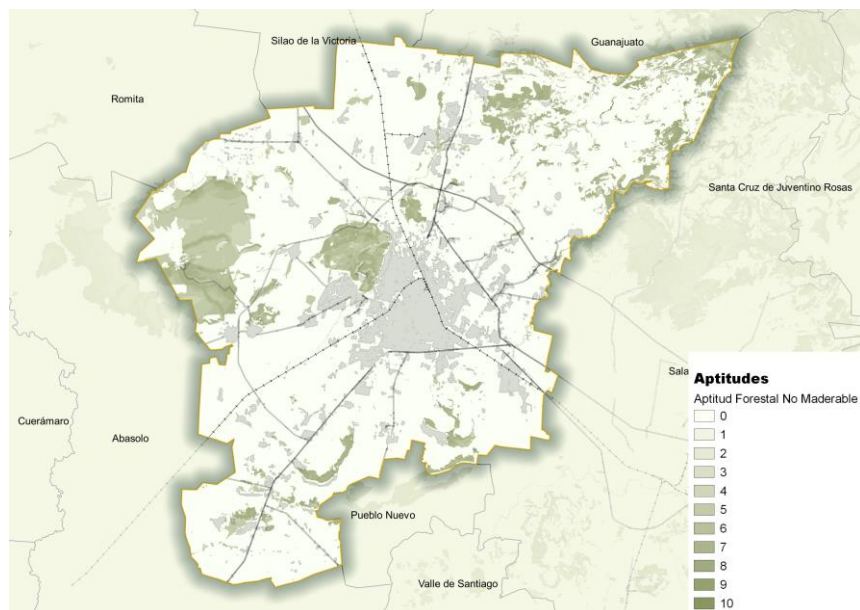 Silao de la Victoria
Guanajuato
Romita
Santa Cruz de Juventino Rosas
Sala
Cuerámaro
Abasolo
Pueblo Nuevo
Valle de Santiago
Aptitudes
Aptitud Forestal No Maderable
0
1
2
3
4
5
6
7
8
9
10